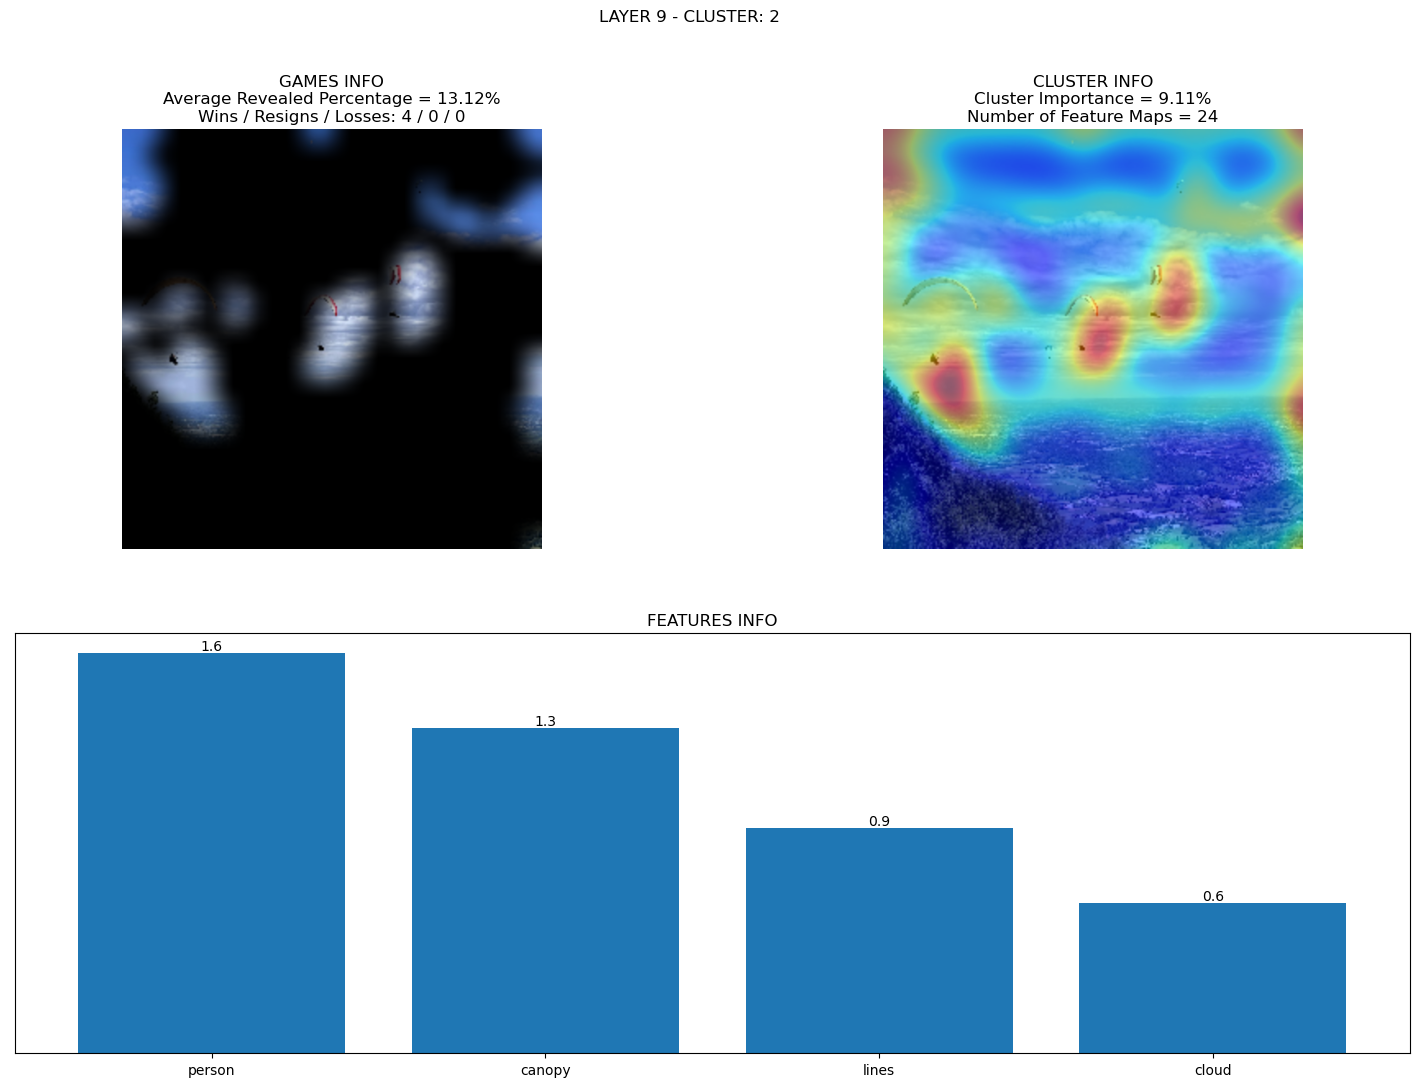 LAYER 9 - CLUSTER: 2
GAMES INFO
Average Revealed Percentage = 13.12%
Wins / Resigns / Losses: 4 / 0 / 0
CLUSTER INFO
Cluster Importance = 9.11%
Number of Feature Maps = 24
FEATURES INFO
1.6
1.3
0.9
0.6
person
canopy
lines
cloud